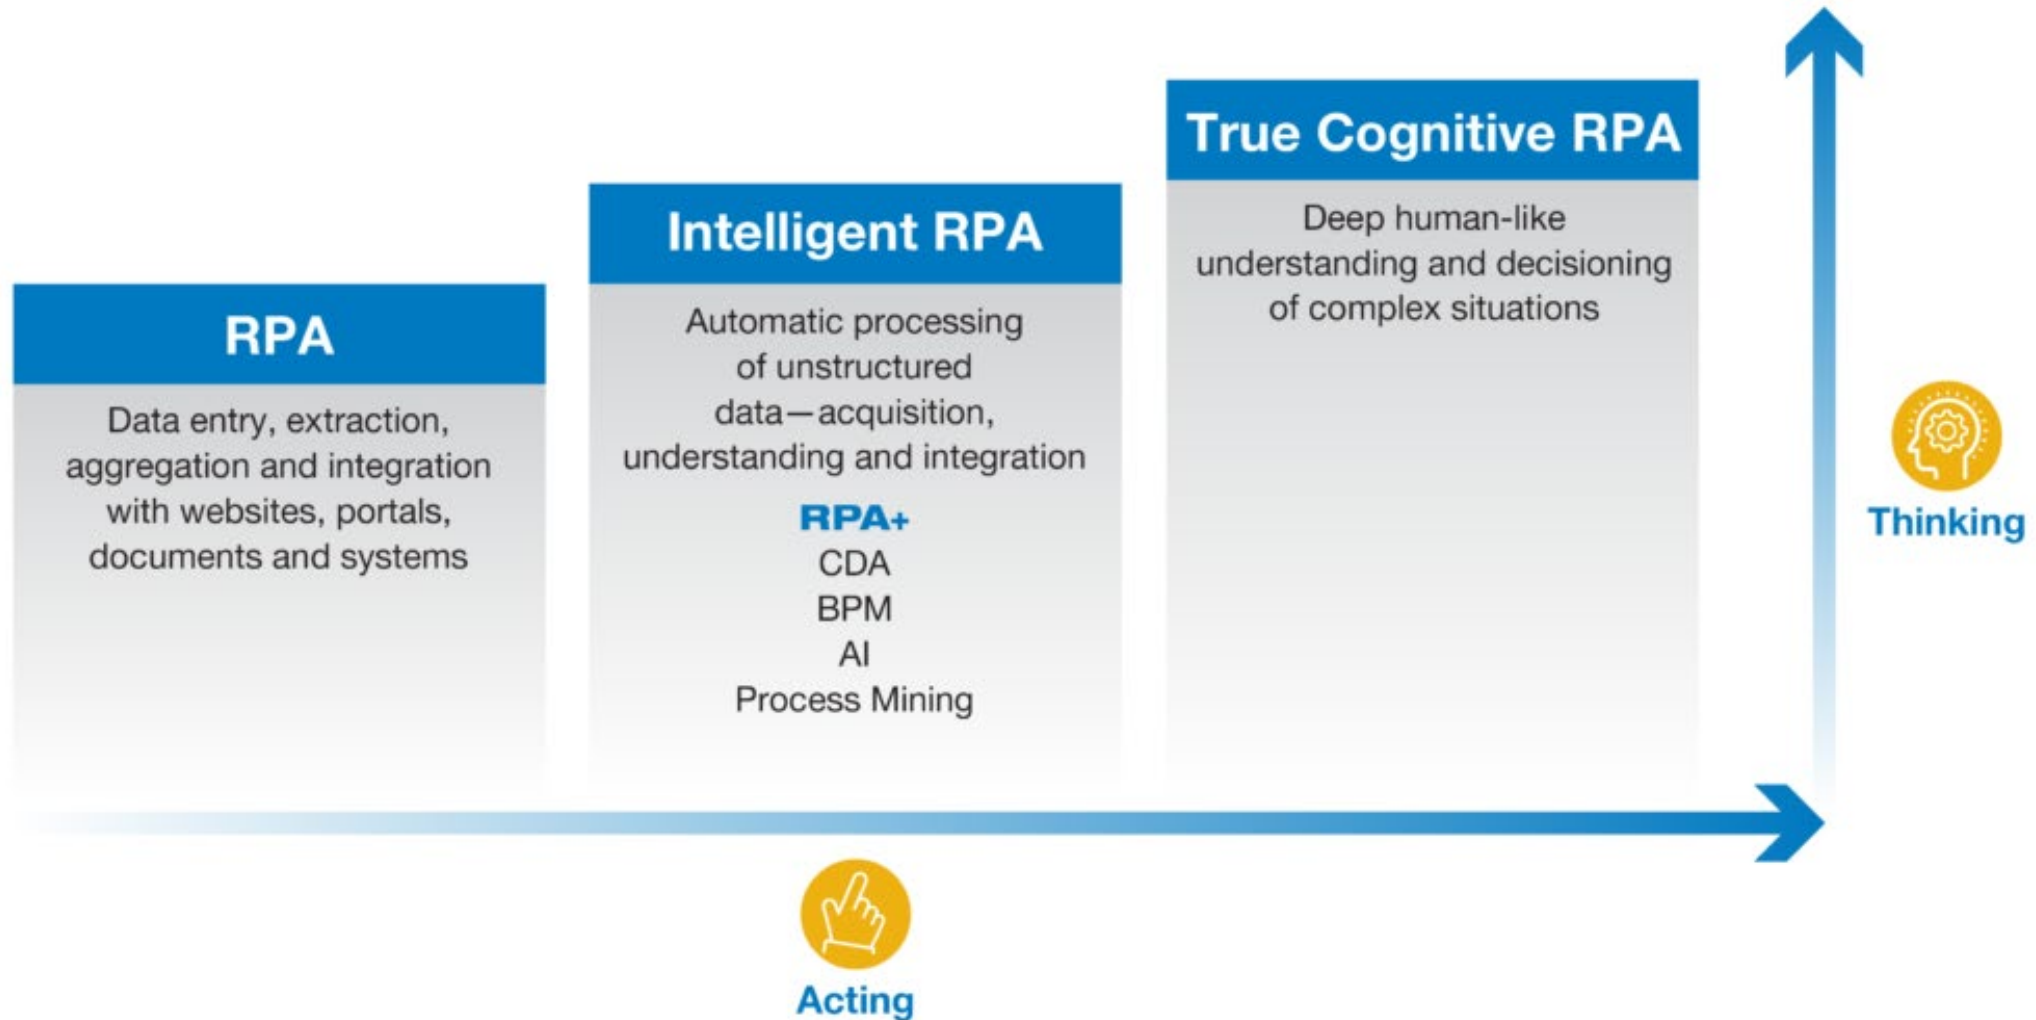 RPA
Data entry, extraction,
aggregation and integration
with websites, portals,
documents and systems
Intelligent RPA
Automatic processing
of unstructured
data—acquisition,
understanding and integration
RPA+
CDA
BPM
AI
Process Mining
True Cognitive RPA
Deep human-like
understanding and decisioning
of complex situations
Thinking
Acting